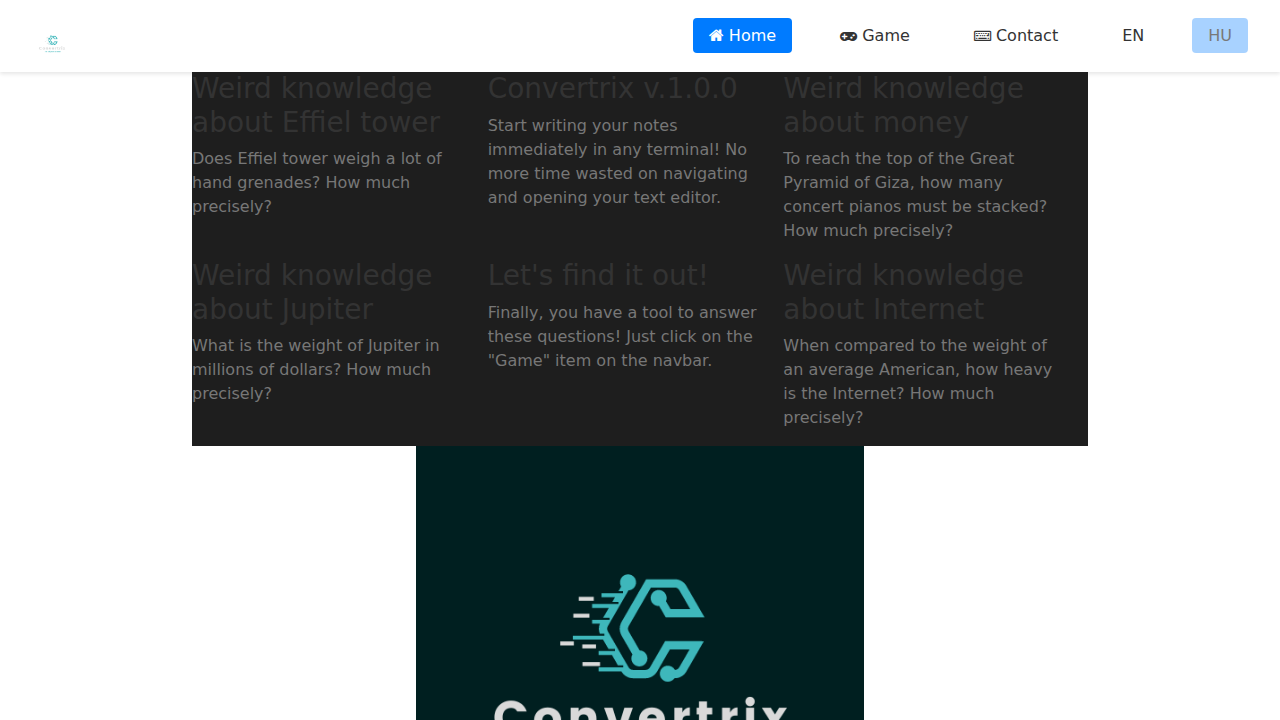 Home
Game
Contact
EN
HU
Weird knowledge
about Effiel tower
Does Effiel tower weigh a lot of
hand grenades? How much
precisely?
Convertrix v.1.0.0
Start writing your notes
immediately in any terminal! No
more time wasted on navigating
and opening your text editor.
Weird knowledge
about money
To reach the top of the Great
Pyramid of Giza, how many
concert pianos must be stacked?
How much precisely?
Weird knowledge
about Jupiter
What is the weight of Jupiter in
millions of dollars? How much
precisely?
Let's find it out!
Finally, you have a tool to answer
these questions! Just click on the
"Game" item on the navbar.
Weird knowledge
about Internet
When compared to the weight of
an average American, how heavy
is the Internet? How much
precisely?
Convertrix